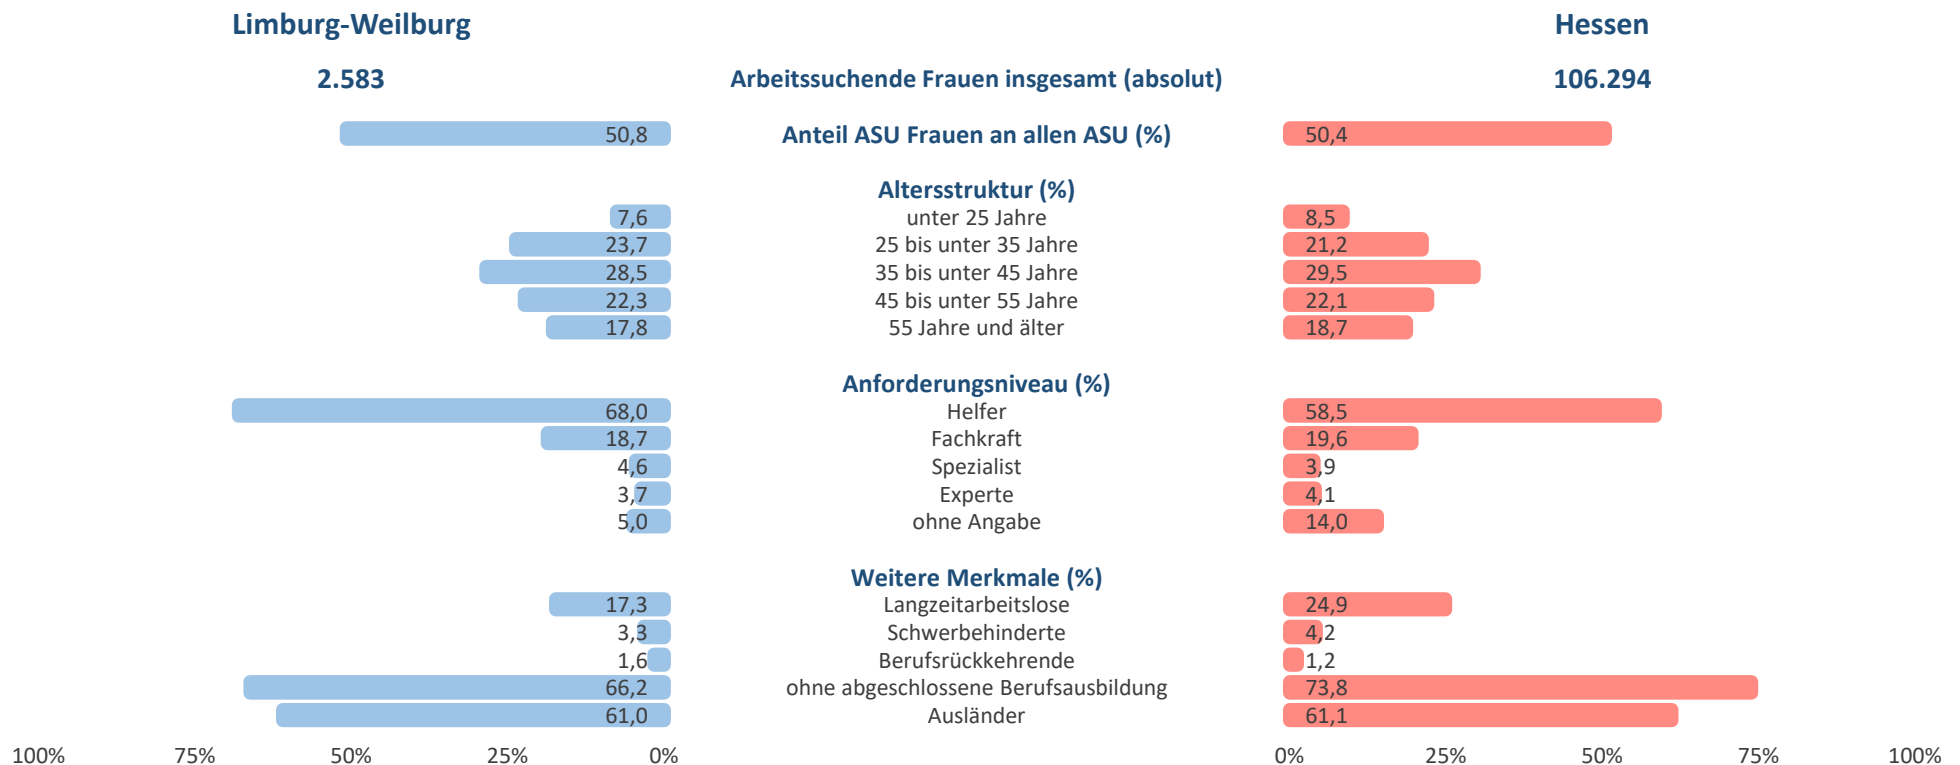 Limburg-Weilburg Hessen
2.583 Arbeitssuchende Frauen insgesamt (absolut) 106.294
50,8 Anteil ASU Frauen an allen ASU (%) 50,4
Altersstruktur (%)
7,6 unter 25 Jahre 8,5
23,7 25 bis unter 35 Jahre 21,2
28,5 35 bis unter 45 Jahre 29,5
22,3 45 bis unter 55 Jahre 22,1
17,8 55 Jahre und älter 18,7
Anforderungsniveau (%)
68,0 Helfer 58,5
18,7 Fachkraft 19,6
4,6 Spezialist 3,9
3,7 Experte 4,1
5,0 ohne Angabe 14,0
Weitere Merkmale (%)
17,3 Langzeitarbeitslose 24,9
3,3 Schwerbehinderte 4,2
1,6 Berufsrückkehrende 1,2
66,2 ohne abgeschlossene Berufsausbildung 73,8
61,0 Ausländer 61,1
100% 75% 50% 25% 0% 0% 25% 50% 75% 100%